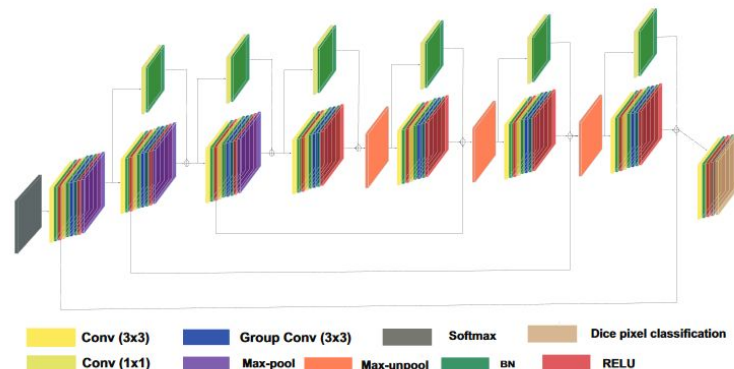 Conv (3x3) Group Conv (3x3) Softmax Dice pixel classification
Conv (1x1) Max-pool Max-unpool BN RELU